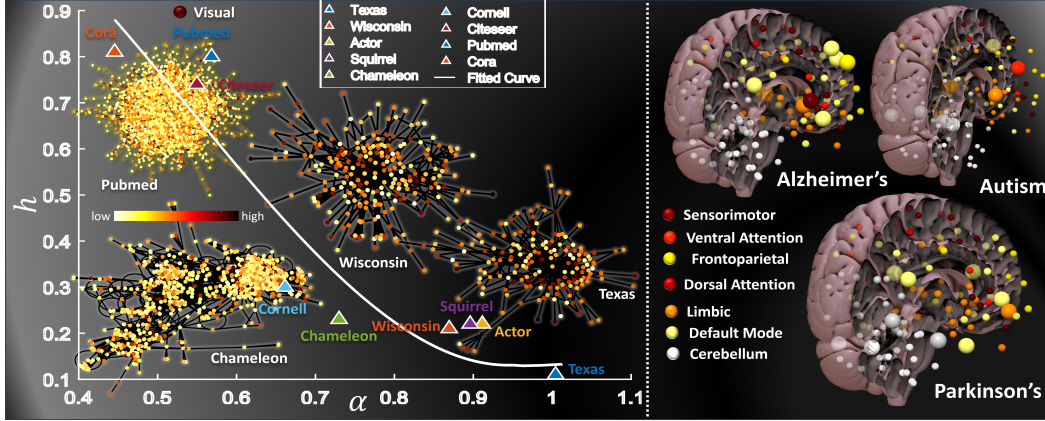 Visual
Cora
Pubmed
Citeseer
Texas
Wisconsin
Actor
Squirrel
Chameleon
Cornell
Citeseer
Pubmed
Cora
Fitted Curve
0.9
0.8
0.7
0.6
0.5
0.4
0.3
0.2
0.1
h
Pubmed
low
high
Wisconsin
Texas
Cornell
Chameleon
Chameleon
Wisconsin
Squirrel
Actor
Texas
0.4
0.5
0.6
0.7
0.8
0.9
1
1.1
α
Alzheimer's
Autism
Sensorimotor
Ventral Attention
Frontoparietal
Dorsal Attention
Limbic
Default Mode
Cerebellum
Parkinson's